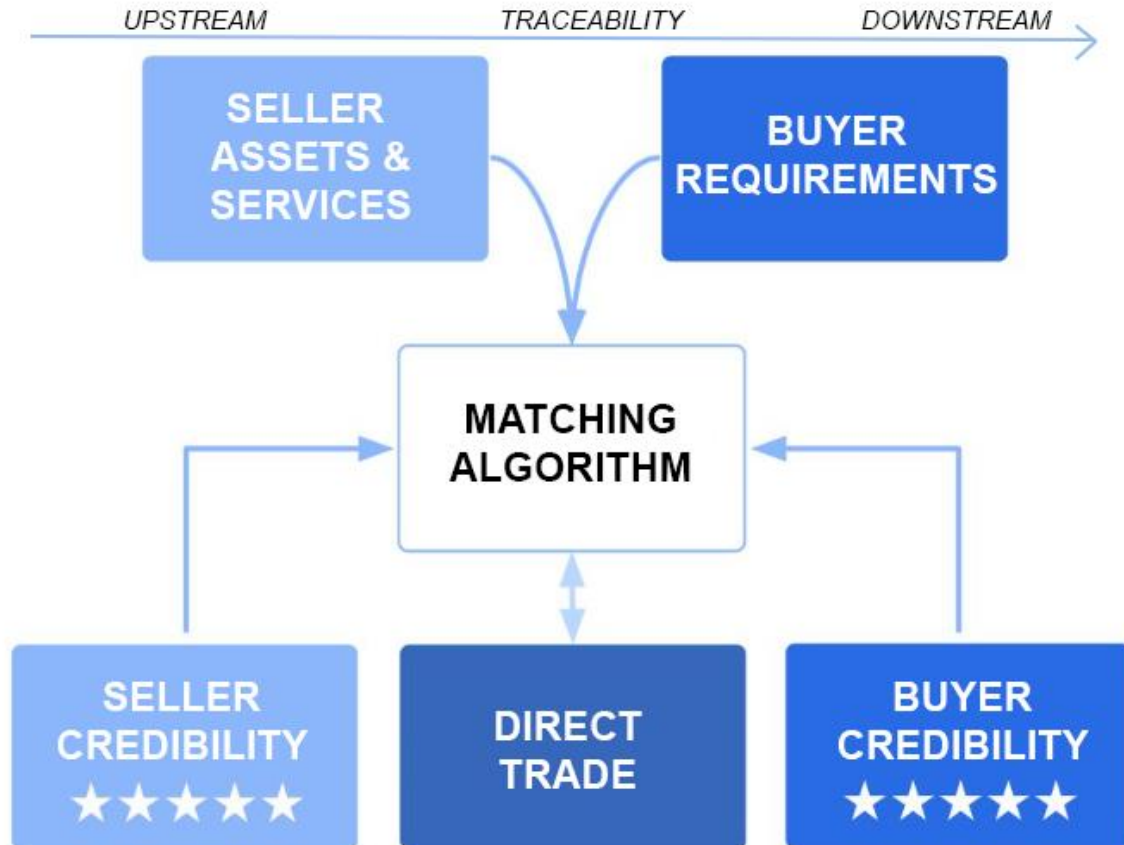 UPSTREAM TRACEABILITY DOWNSTREAM
SELLER
ASSETS &
SERVICES
BUYER
REQUIREMENTS
MATCHING
ALGORITHM
SELLER
CREDIBILITY
DIRECT
TRADE
BUYER
CREDIBILITY